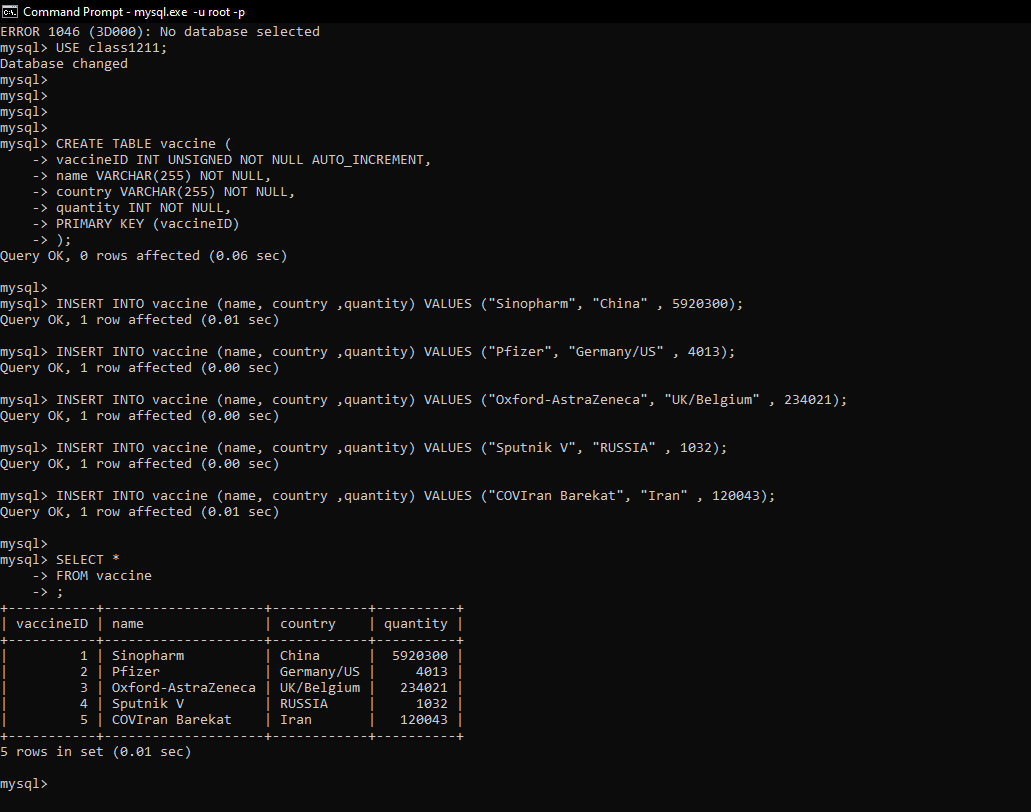 Command Prompt - mysql.exe -u root -p
ERROR 1046 (3D000): No database selected
mysql> USE class1211;
Database changed
mysql>
mysql>
mysql>
mysql>
mysql> CREATE TABLE vaccine (
    -> vaccineID INT UNSIGNED NOT NULL AUTO_INCREMENT,
    -> name VARCHAR(255) NOT NULL,
    -> country VARCHAR(255) NOT NULL,
    -> quantity INT NOT NULL,
    -> PRIMARY KEY (vaccineID)
    -> );
Query OK, 0 rows affected (0.06 sec)

mysql>
mysql> INSERT INTO vaccine (name, country ,quantity) VALUES ("Sinopharm", "China" , 5920300);
Query OK, 1 row affected (0.01 sec)

mysql> INSERT INTO vaccine (name, country ,quantity) VALUES ("Pfizer", "Germany/US" , 4013);
Query OK, 1 row affected (0.00 sec)

mysql> INSERT INTO vaccine (name, country ,quantity) VALUES ("Oxford-AstraZeneca", "UK/Belgium" , 234021);
Query OK, 1 row affected (0.00 sec)

mysql> INSERT INTO vaccine (name, country ,quantity) VALUES ("Sputnik V", "RUSSIA" , 1032);
Query OK, 1 row affected (0.00 sec)

mysql> INSERT INTO vaccine (name, country ,quantity) VALUES ("COVIran Barekat", "Iran" , 120043);
Query OK, 1 row affected (0.01 sec)

mysql>
mysql> SELECT *
    -> FROM vaccine
    -> ;
+-----------+--------------------+------------+----------+
| vaccineID | name               | country    | quantity |
+-----------+--------------------+------------+----------+
|         1 | Sinopharm          | China      |  5920300 |
|         2 | Pfizer             | Germany/US |     4013 |
|         3 | Oxford-AstraZeneca | UK/Belgium |   234021 |
|         4 | Sputnik V          | RUSSIA     |     1032 |
|         5 | COVIran Barekat    | Iran       |   120043 |
+-----------+--------------------+------------+----------+
5 rows in set (0.01 sec)

mysql>